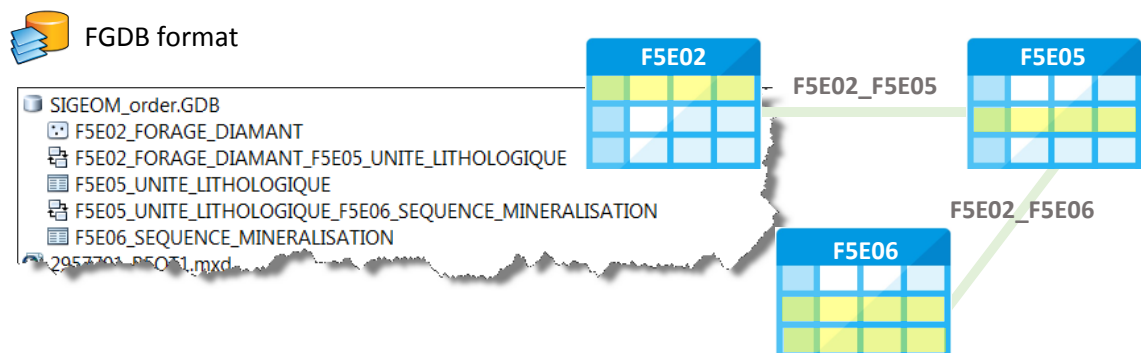 FGDB format
SIGEOM_order.GDB
F5E02_FORAGE_DIAMANT
F5E02_FORAGE_DIAMANT_F5E05_UNITE_LITHOLOGIQUE
F5E05_UNITE_LITHOLOGIQUE
F5E05_UNITE_LITHOLOGIQUE_F5E06_SEQUENCE_MINERALISATION
F5E06_SEQUENCE_MINERALISATION
F5E02
F5E02_F5E05
F5E05
F5E02_F5E06
F5E06